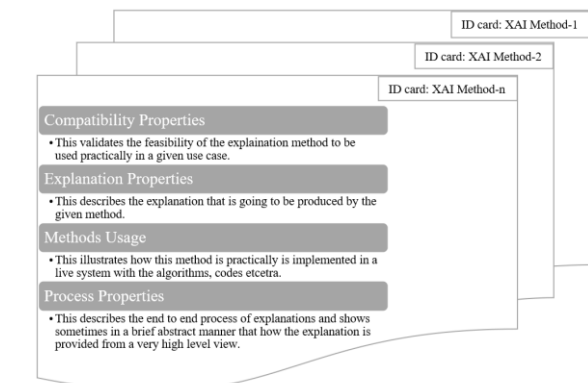 ID card: XAI Method-1
ID card: XAI Method-2
ID card: XAI Method-n
Compatibility Properties
• This validates the feasibility of the explaination method to be
used practically in a given use case.
Explanation Properties
• This describes the explanation that is going to be produced by the
given method.
Methods Usage
• This illustrates how this method is practically is implemented in a
live system with the algorithms, codes etcetra.
Process Properties
• This describes the end to end process of explanations and shows
sometimes in a brief abstract manner that how the explanation is
provided from a very high level view.